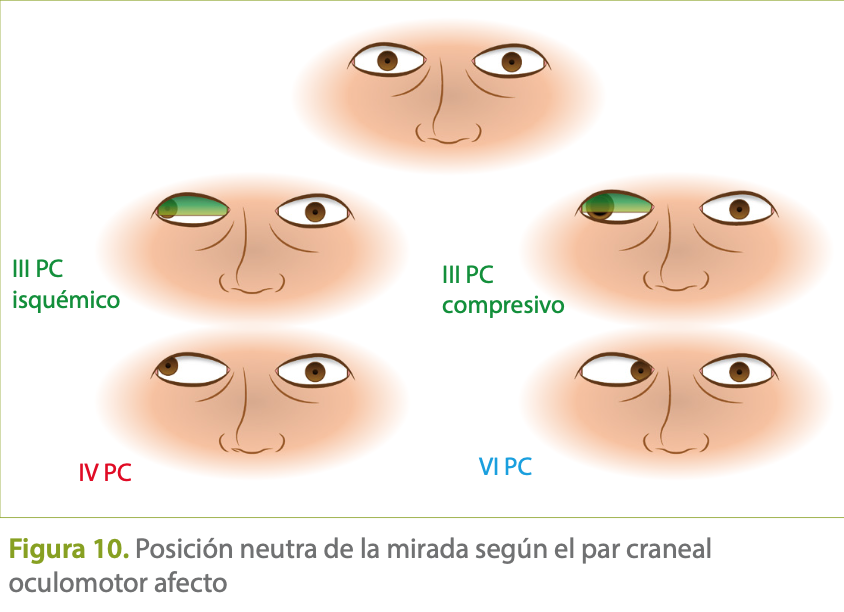 III PC
isquémico
III PC
compresivo
IV PC
VI PC
Figura 10. Posición neutra de la mirada según el par craneal
oculomotor afecto